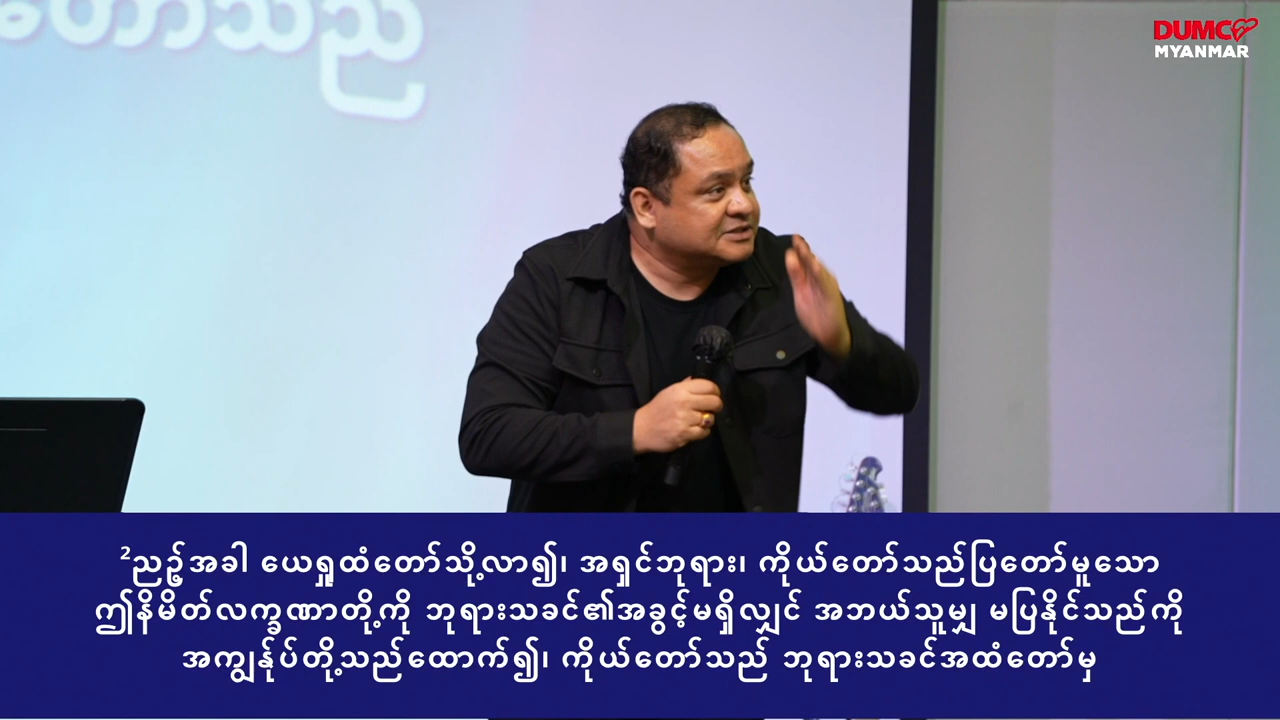 တော်သည်
DUMC
MYANMAR
²ညဉ့်အခါ ယေရှုထံတော်သို့လာ၍၊ အရှင်ဘုရား၊ ကိုယ်တော်သည်ပြတော်မူသော
ဤနိမိတ်လက္ခဏာတို့ကို ဘုရားသခင်၏အခွင့်မရှိလျှင် အဘယ်သူမျှ မပြနိုင်သည်ကို
အကျွန်ုပ်တို့သည်ထောက်၍၊ ကိုယ်တော်သည် ဘုရားသခင်အထံတော်မှ